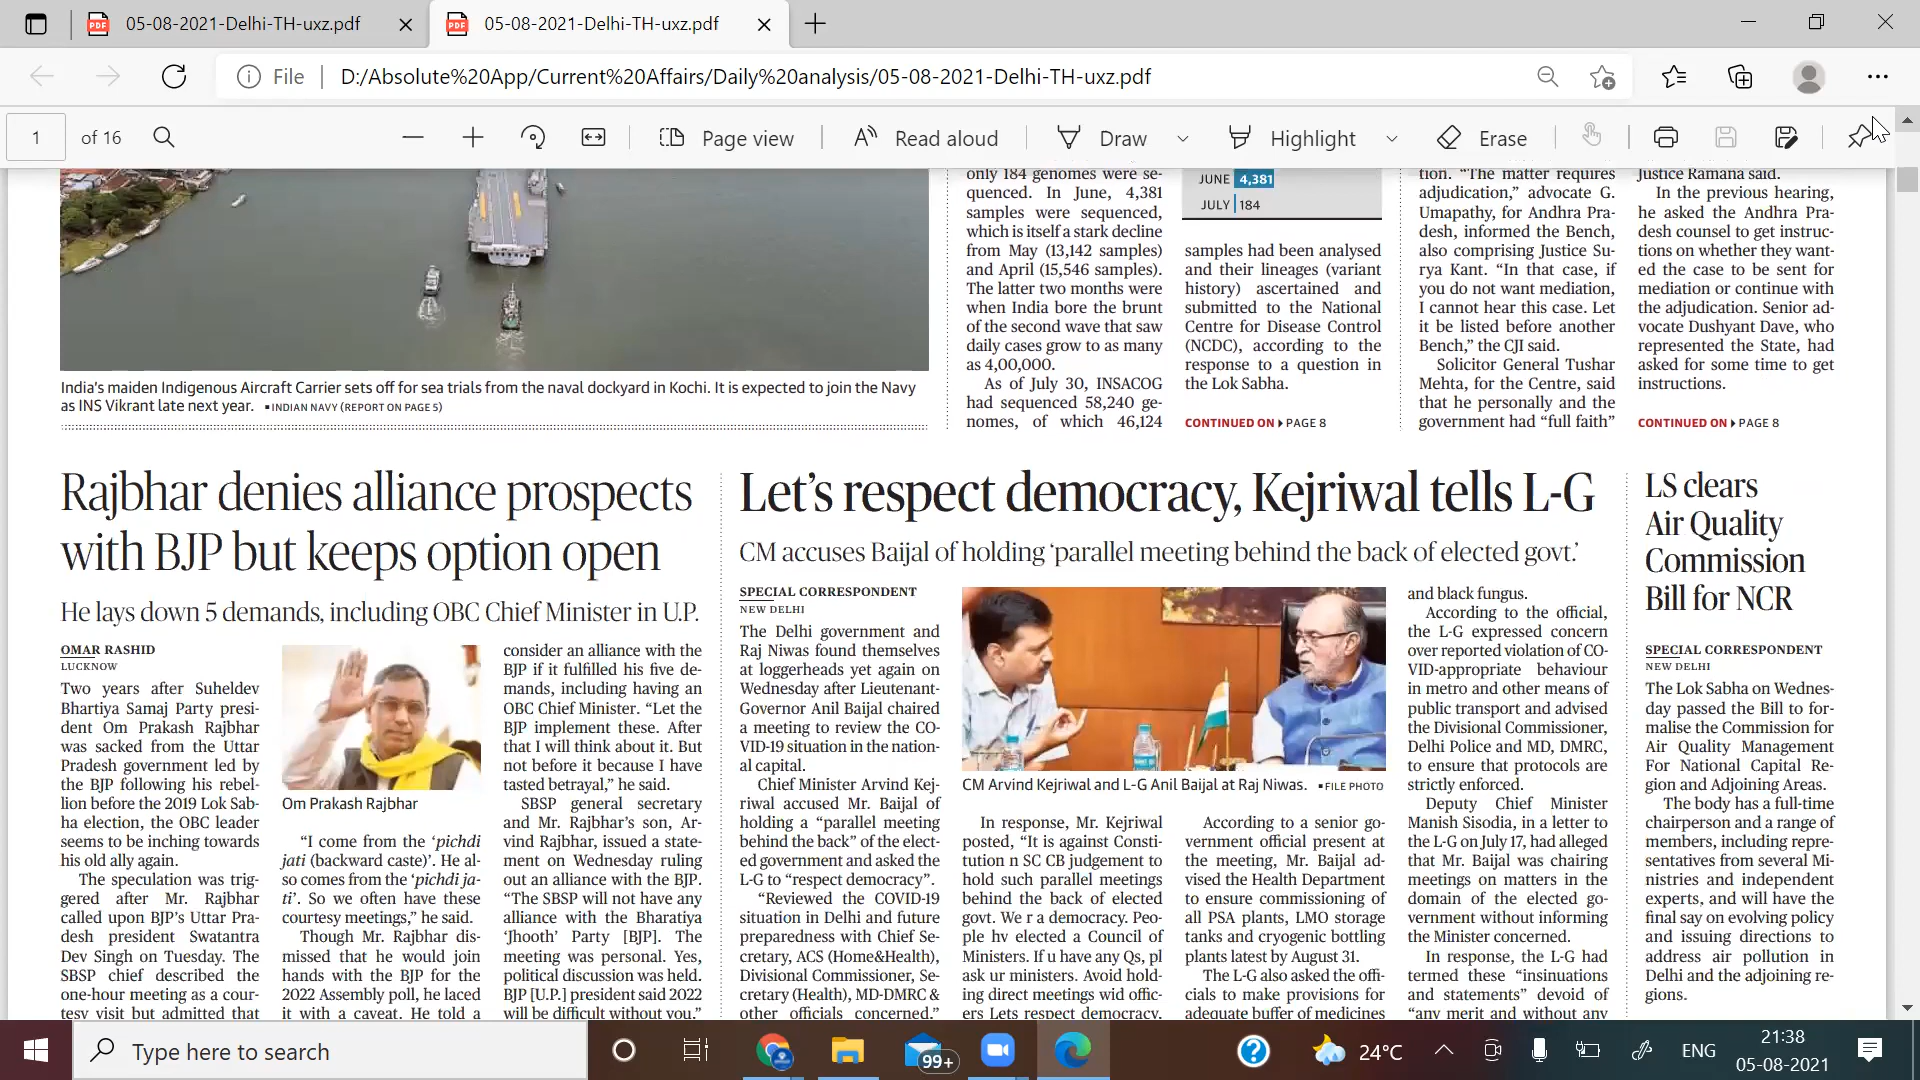 05-08-2021-Delhi-TH-uxz.pdf
05-08-2021-Delhi-TH-uxz.pdf
File
D:/Absolute%20App/Current%20Affairs/Daily%20analysis/05-08-2021-Delhi-TH-uxz.pdf
1 of 16
Page view
Read aloud
Draw
Highlight
Erase
India's maiden Indigenous Aircraft Carrier sets off for sea trials from the naval dockyard in Kochi. It is expected to join the Navy
as INS Vikrant late next year. ▪INDIAN NAVY (REPORT ON PAGE 5)
only 184 genomes were se-
quenced. In June, 4,381
samples were sequenced,
which is itself a stark decline
from May (13,142 samples)
and April (15,546 samples).
The latter two months were
when India bore the brunt
of the second wave that saw
daily cases grow to as many
as 4,00,000.
As of July 30, INSACOG
had sequenced 58,240 ge-
nomes, of which 46,124
JUNE 4,381
JULY 184
samples had been analysed
and their lineages (variant
history) ascertained and
submitted to the National
Centre for Disease Control
(NCDC), according to the
response to a question in
the Lok Sabha.
CONTINUED ON PAGE 8
tion. "The matter requires
adjudication," advocate G.
Umapathy, for Andhra Pra-
desh, informed the Bench,
also comprising Justice Su-
rya Kant. "In that case, if
you do not want mediation,
I cannot hear this case. Let
it be listed before another
Bench," the CJI said.
Solicitor General Tushar
Mehta, for the Centre, said
that he personally and the
government had "full faith"
Justice Ramana said.
In the previous hearing,
he asked the Andhra Pra-
desh counsel to get instruc-
tions on whether they want-
ed the case to be sent for
mediation or continue with
the adjudication. Senior ad-
vocate Dushyant Dave, who
represented the State, had
asked for some time to get
instructions.
CONTINUED ON PAGE 8
Rajbhar denies alliance prospects
with BJP but keeps option open
He lays down 5 demands, including OBC Chief Minister in U.P.
OMAR RASHID
LUCKNOW
Two years after Suheldev
Bhartiya Samaj Party presi-
dent Om Prakash Rajbhar
was sacked from the Uttar
Pradesh government led by
the BJP following his rebel-
lion before the 2019 Lok Sab-
ha election, the OBC leader
seems to be inching towards
his old ally again.
The speculation was trig-
gered after Mr. Rajbhar
called upon BJP's Uttar Pra-
desh president Swatantra
Dev Singh on Tuesday. The
SBSP chief described the
one-hour meeting as a cour-
tesy visit but admitted that
Om Prakash Rajbhar
"I come from the 'pichdi
jati (backward caste)'. He al-
so comes from the 'pichdi ja-
ti'. So we often have these
courtesy meetings," he said.
Though Mr. Rajbhar dis-
missed that he would join
hands with the BJP for the
2022 Assembly poll, he laced
it with a caveat. He told a
consider an alliance with the
BJP if it fulfilled his five de-
mands, including having an
OBC Chief Minister. "Let the
BJP implement these. After
that I will think about it. But
not before it because I have
tasted betrayal," he said.
SBSP general secretary
and Mr. Rajbhar's son, Ar-
vind Rajbhar, issued a state-
ment on Wednesday ruling
out an alliance with the BJP.
"The SBSP will not have any
alliance with the Bharatiya
'Jhooth' Party [BJP]. The
meeting was personal. Yes,
political discussion was held.
BJP [U.P.] president said 2022
will be difficult without you."
Let's respect democracy, Kejriwal tells L-G
CM accuses Baijal of holding 'parallel meeting behind the back of elected govt.'
SPECIAL CORRESPONDENT
NEW DELHI
The Delhi government and
Raj Niwas found themselves
at loggerheads yet again on
Wednesday after Lieutenant-
Governor Anil Baijal chaired
a meeting to review the CO-
VID-19 situation in the nation-
al capital.
Chief Minister Arvind Kej-
riwal accused Mr. Baijal of
holding a "parallel meeting
behind the back" of the elect-
ed government and asked the
L-G to "respect democracy".
"Reviewed the COVID-19
situation in Delhi and future
preparedness with Chief Se-
cretary, ACS (Home&Health),
Divisional Commissioner, Se-
cretary (Health), MD-DMRC &
other officials concerned."
CM Arvind Kejriwal and L-G Anil Baijal at Raj Niwas. ▪FILE PHOTO
In response, Mr. Kejriwal
posted, "It is against Consti-
tution n SC CB judgement to
hold such parallel meetings
behind the back of elected
govt. We r a democracy. Peo-
ple hv elected a Council of
Ministers. If u have any Qs, pl
ask ur ministers. Avoid hold-
ing direct meetings wid offic-
ers Lets respect democracy,
According to a senior go-
vernment official present at
the meeting, Mr. Baijal ad-
vised the Health Department
to ensure commissioning of
all PSA plants, LMO storage
tanks and cryogenic bottling
plants latest by August 31.
The L-G also asked the offi-
cials to make provisions for
adequate buffer of medicines
and black fungus.
According to the official,
the L-G expressed concern
over reported violation of CO-
VID-appropriate behaviour
in metro and other means of
public transport and advised
the Divisional Commissioner,
Delhi Police and MD, DMRC,
to ensure that protocols are
strictly enforced.
Deputy Chief Minister
Manish Sisodia, in a letter to
the L-G on July 17, had alleged
that Mr. Baijal was chairing
meetings on matters in the
domain of the elected go-
vernment without informing
the Minister concerned.
In response, the L-G had
termed these "insinuations
and statements" devoid of
"any merit and without any
LS clears
Air Quality
Commission
Bill for NCR
SPECIAL CORRESPONDENT
NEW DELHI
The Lok Sabha on Wednes-
day passed the Bill to for-
malise the Commission for
Air Quality Management
For National Capital Re-
gion and Adjoining Areas.
The body has a full-time
chairperson and a range of
members, including repre-
sentatives from several Mi-
nistries and independent
experts, and will have the
final say on evolving policy
and issuing directions to
address air pollution in
Delhi and the adjoining re-
gions.
Type here to search
99+
24°C
ENG
21:38
05-08-2021